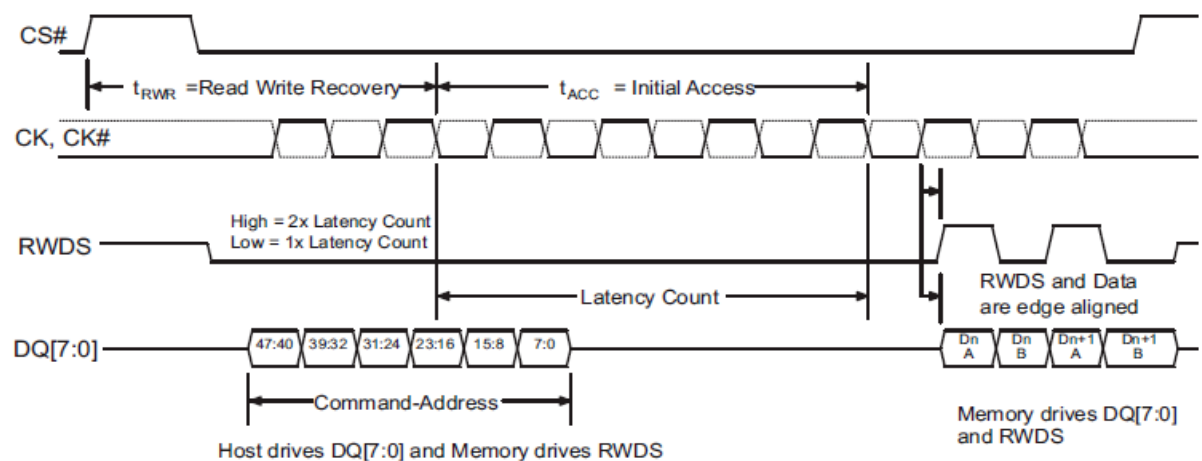 CS#
tRWR =Read Write Recovery
tACC = Initial Access
CK, CK#
High = 2x Latency Count
Low = 1x Latency Count
RWDS
Latency Count
RWDS and Data
are edge aligned
DQ[7:0]
47:40 39:32 31:24 23:16 15:8 7:0
Dn Dn Dn+1 Dn+1
A B A B
Command-Address
Memory drives DQ[7:0]
and RWDS
Host drives DQ[7:0] and Memory drives RWDS